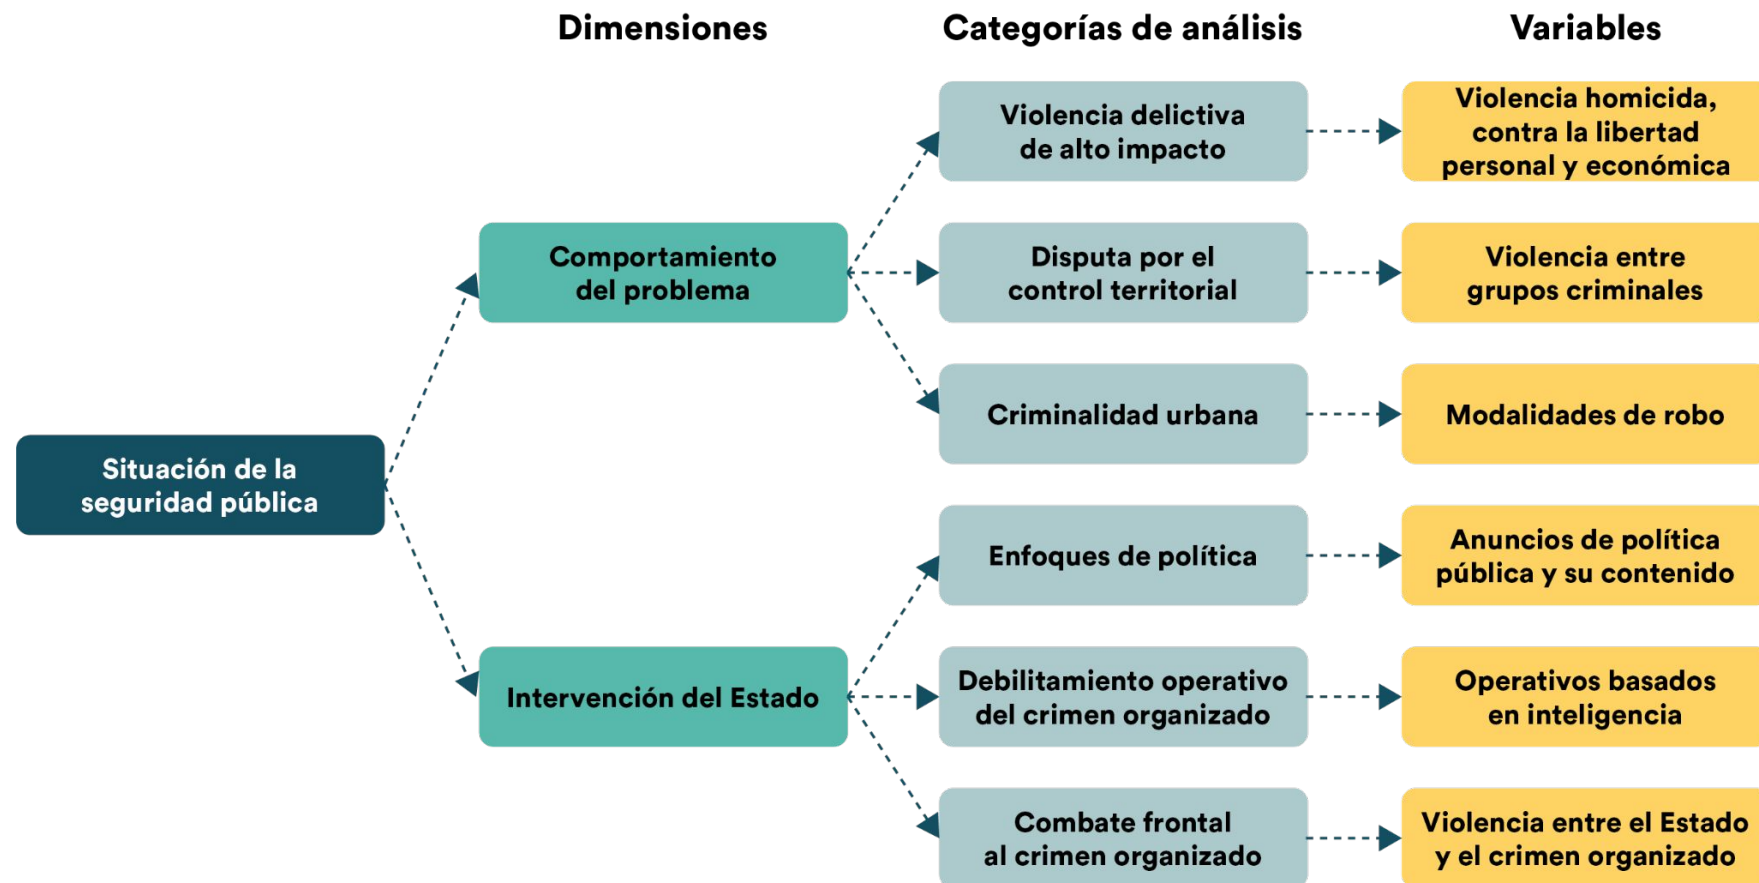 Dimensiones
Categorías de análisis
Variables
Situación de la
seguridad pública
Comportamiento
del problema
Violencia delictiva
de alto impacto
Violencia homicida,
contra la libertad
personal y económica
Disputa por el
control territorial
Violencia entre
grupos criminales
Criminalidad urbana
Modalidades de robo
Intervención del Estado
Enfoques de política
Anuncios de política
pública y su contenido
Debilitamiento operativo
del crimen organizado
Operativos basados
en inteligencia
Combate frontal
al crimen organizado
Violencia entre el Estado
y el crimen organizado